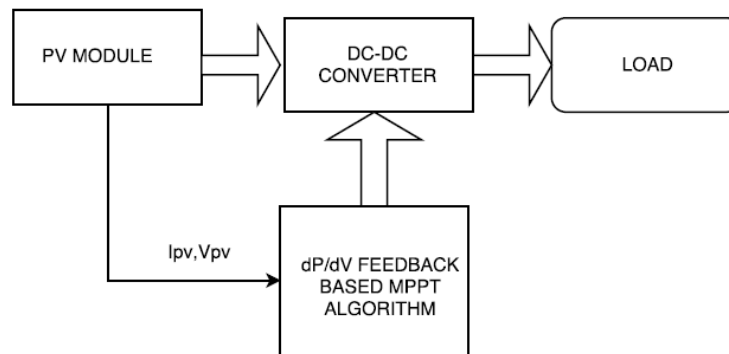 PV MODULE
DC-DC
CONVERTER
LOAD
Ipv,Vpv
dP/dV FEEDBACK
BASED MPPT
ALGORITHM